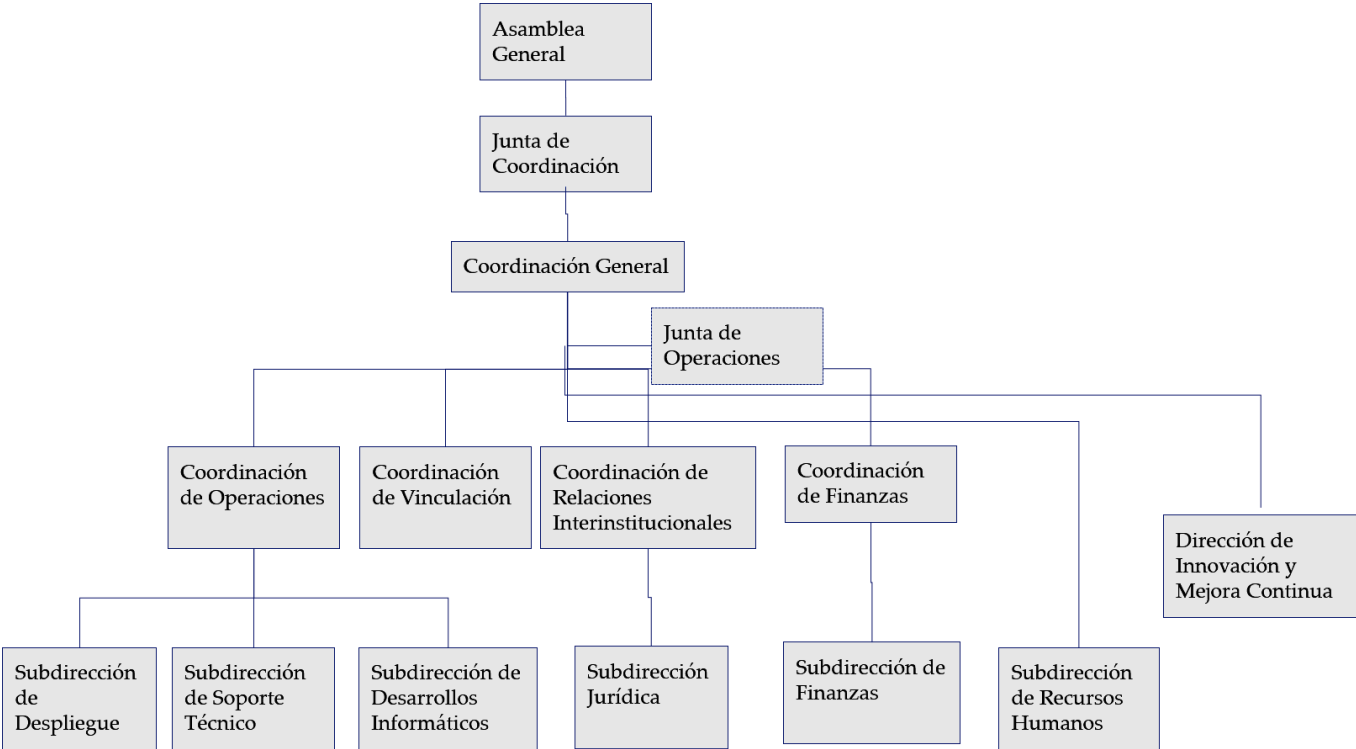 Asamblea
General
Junta de
Coordinación
Coordinación General
Junta de
Operaciones
Coordinación
de Operaciones
Coordinación
de Vinculación
Coordinación de
Relaciones
Interinstitucionales
Coordinación
de Finanzas
Dirección de
Innovación y
Mejora Continua
Subdirección
de
Despliegue
Subdirección
de Soporte
Técnico
Subdirección de
Desarrollos
Informáticos
Subdirección
Jurídica
Subdirección de
Finanzas
Subdirección
de Recursos
Humanos